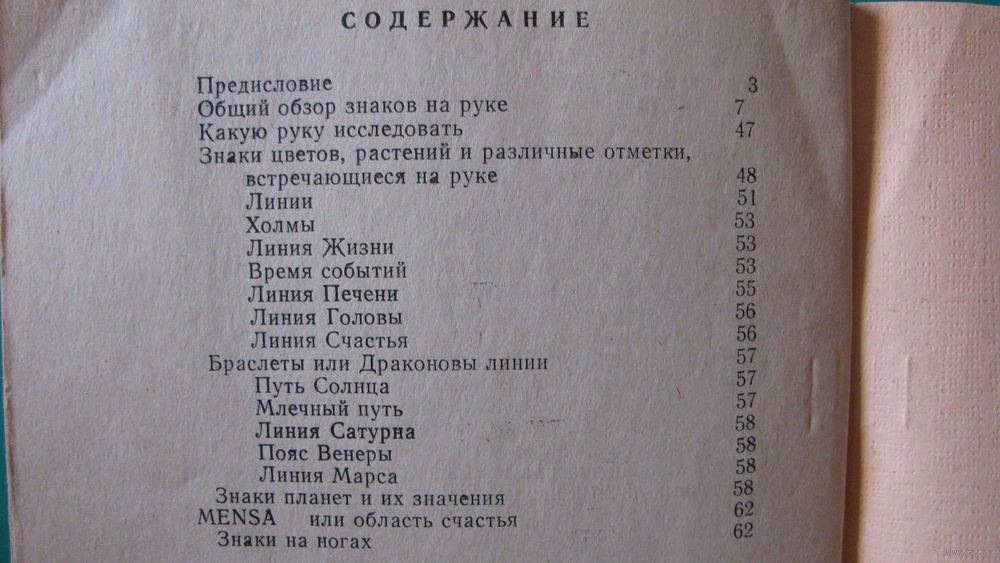 СОДЕРЖАНИЕ
Предисловие 3
Общий обзор знаков на руке 7
Какую руку исследовать 47
Знаки цветов, растений и различные отметки,
встречающиеся на руке 48
Линии 51
Холмы 53
Линия Жизни 53
Время событий 53
Линия Печени 55
Линия Головы 56
Линия Счастья 56
Браслеты или Драконовы линии 57
Путь Солнца 57
Млечный путь 57
Линия Сатурна 58
Пояс Венеры 58
Линия Марса 58
Знаки планет и их значения 58
MENSA или область счастья 62
Знаки на ногах 62